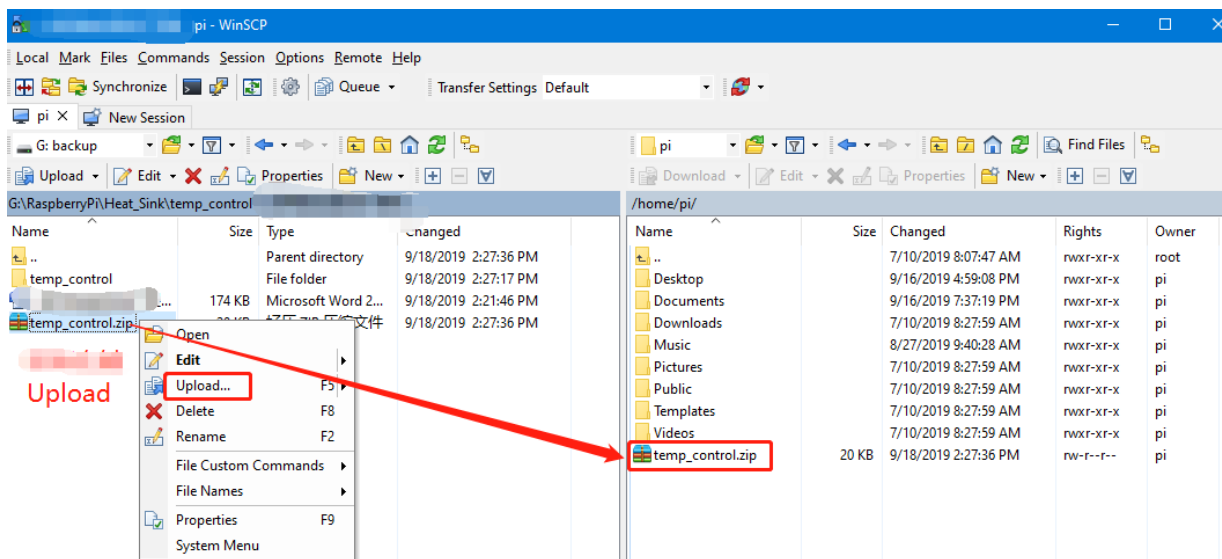 pi - WinSCP
Local Mark Files Commands Session Options Remote Help
Synchronize Queue Transfer Settings Default
pi New Session
G: backup pi Find Files
Upload Edit Properties New Download Edit Properties New
G:\RaspberryPi\Heat_Sink\temp_control /home/pi/
Name Size Type Changed Name Size Changed Rights Owner
.. Parent directory 9/18/2019 2:27:36 PM .. 7/10/2019 8:07:47 AM rwxr-xr-x root
temp_control File folder 9/18/2019 2:27:17 PM Desktop 9/16/2019 4:59:08 PM rwxr-xr-x pi
174 KB Microsoft Word 2... 9/18/2019 2:21:46 PM Documents 9/16/2019 7:37:19 PM rwxr-xr-x pi
temp_control.zip ZIP 压缩文件 9/18/2019 2:27:36 PM Downloads 7/10/2019 8:27:59 AM rwxr-xr-x pi
Open Music 8/27/2019 9:40:28 AM rwxr-xr-x pi
Edit Pictures 7/10/2019 8:27:59 AM rwxr-xr-x pi
Upload Upload... F5 Public 7/10/2019 8:27:59 AM rwxr-xr-x pi
Delete F8 Templates 7/10/2019 8:27:59 AM rwxr-xr-x pi
Rename F2 Videos 7/10/2019 8:27:59 AM rwxr-xr-x pi
File Custom Commands temp_control.zip 20 KB 9/18/2019 2:27:36 PM rw-r--r-- pi
File Names
Properties F9
System Menu